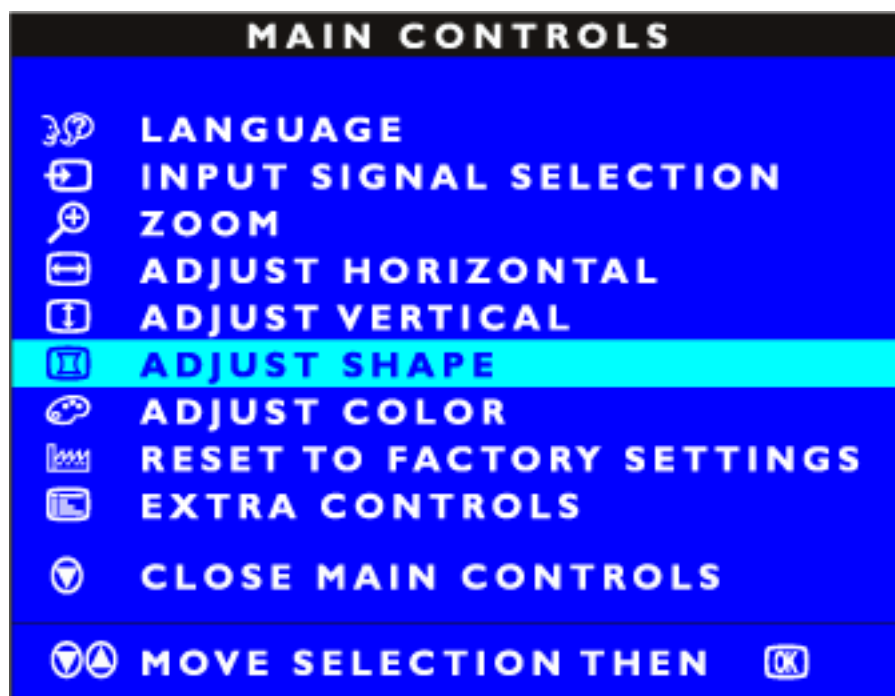 MAIN CONTROLS
LANGUAGE
INPUT SIGNAL SELECTION
ZOOM
ADJUST HORIZONTAL
ADJUST VERTICAL
ADJUST SHAPE
ADJUST COLOR
RESET TO FACTORY SETTINGS
EXTRA CONTROLS
CLOSE MAIN CONTROLS
MOVE SELECTION THEN OK